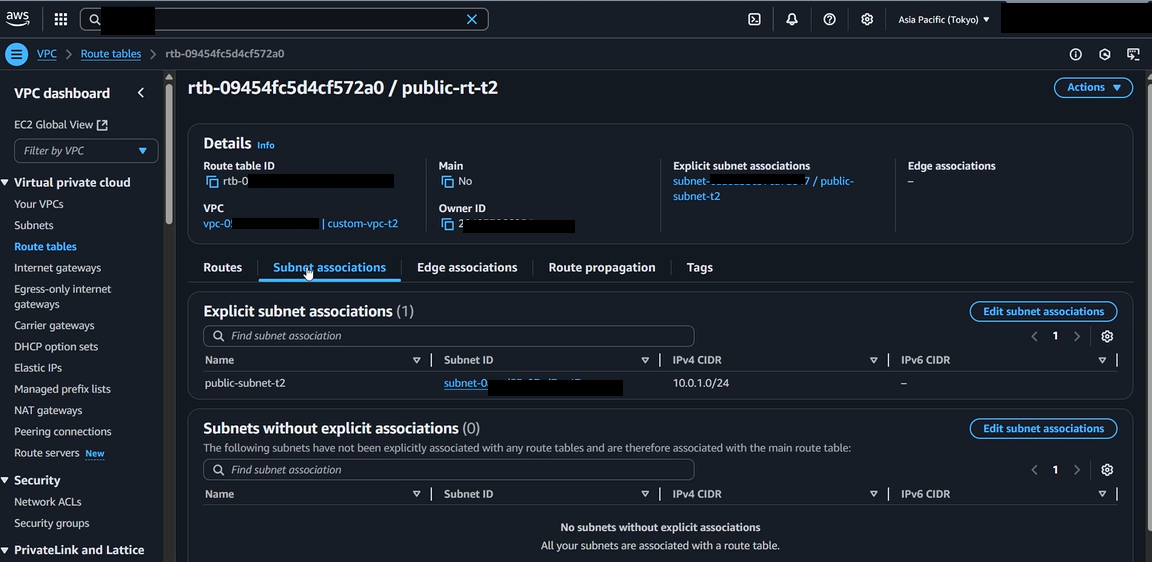 aws
Asia Pacific (Tokyo)
VPC > Route tables > rtb-09454fc5d4cf572a0
VPC dashboard
EC2 Global View
Filter by VPC
Virtual private cloud
Your VPCs
Subnets
Route tables
Internet gateways
Egress-only internet
gateways
Carrier gateways
DHCP option sets
Elastic IPs
Managed prefix lists
NAT gateways
Peering connections
Route servers New
Security
Network ACLs
Security groups
PrivateLink and Lattice
rtb-09454fc5d4cf572a0 / public-rt-t2
Actions
Details Info
Route table ID
rtb-0
VPC
vpc-0 | custom-vpc-t2
Main
No
Owner ID
2
Explicit subnet associations
subnet- 7 / public-
subnet-t2
Edge associations
–
Routes
Subnet associations
Edge associations
Route propagation
Tags
Explicit subnet associations (1)
Edit subnet associations
Find subnet association
1
Name Subnet ID IPv4 CIDR IPv6 CIDR
public-subnet-t2 subnet-0 10.0.1.0/24 –
Subnets without explicit associations (0)
Edit subnet associations
The following subnets have not been explicitly associated with any route tables and are therefore associated with the main route table:
Find subnet association
1
Name Subnet ID IPv4 CIDR IPv6 CIDR
No subnets without explicit associations
All your subnets are associated with a route table.